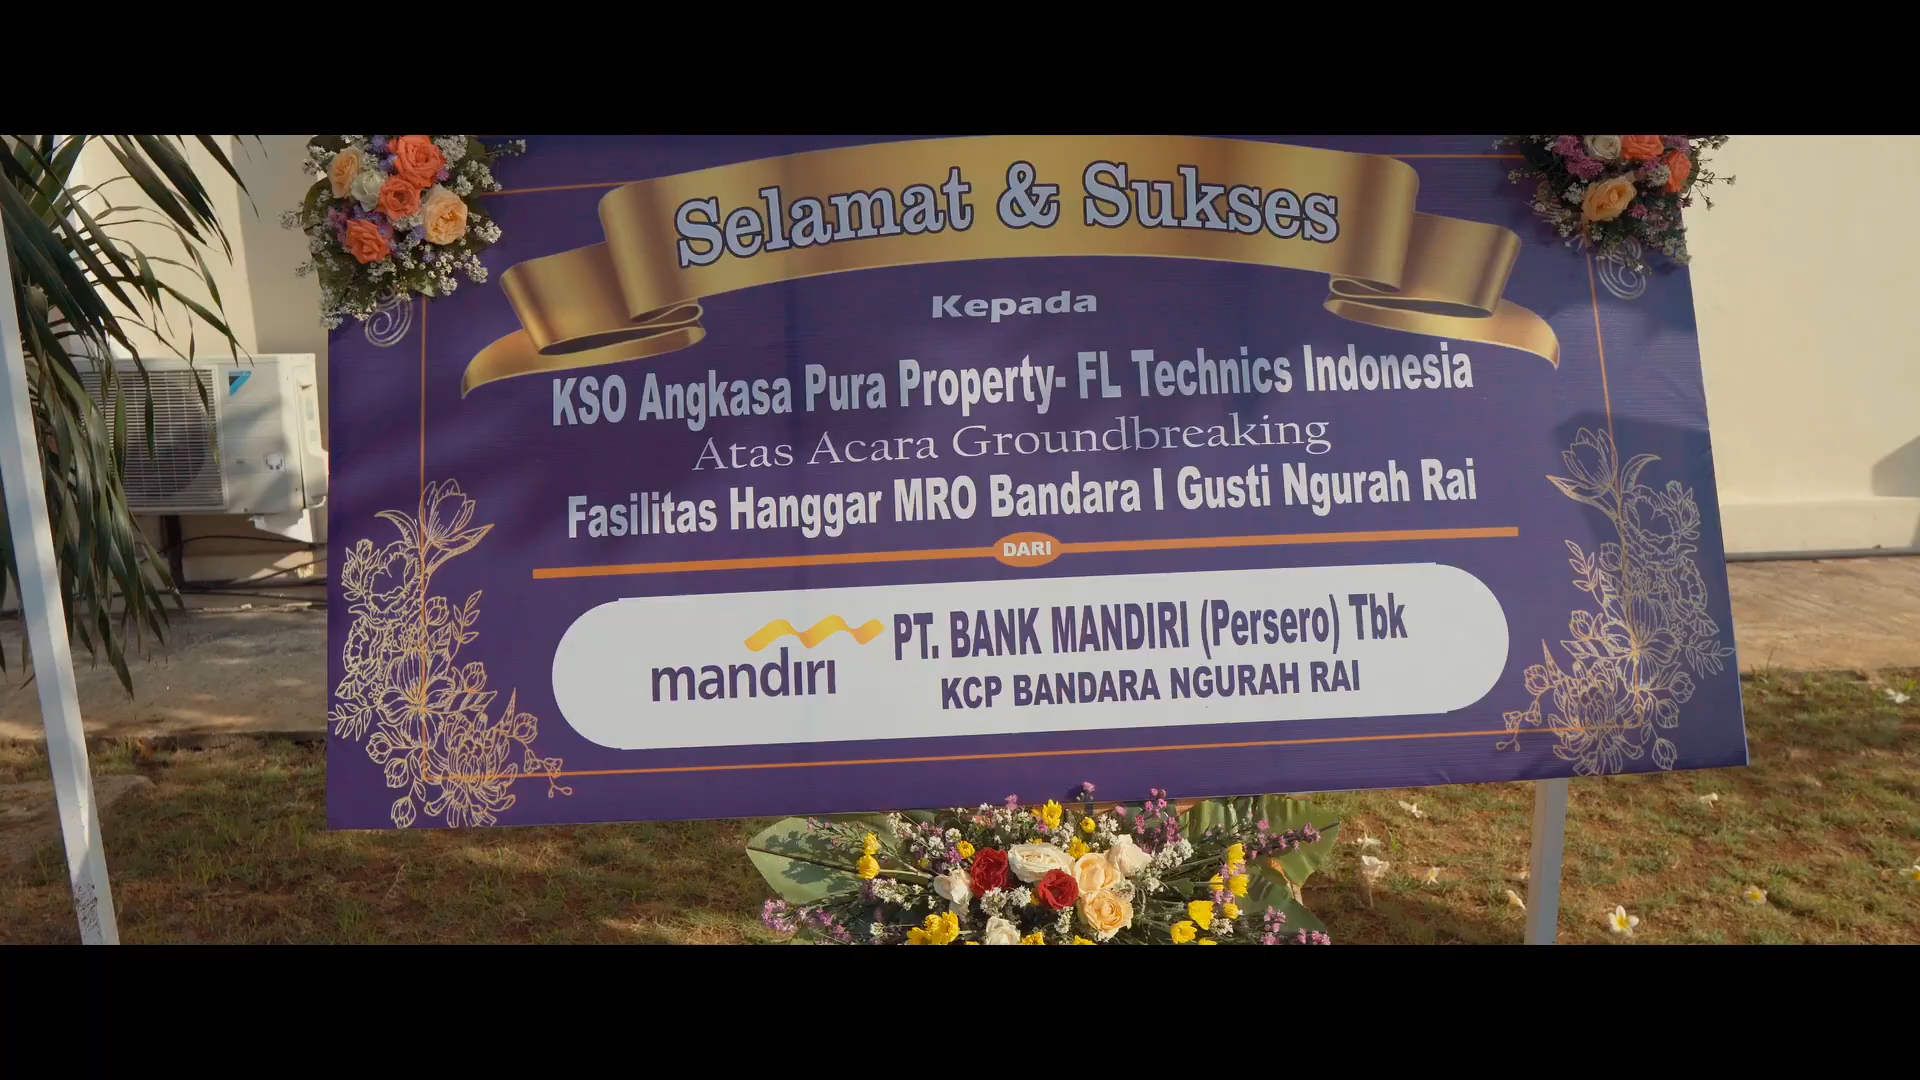 Selamat & Sukses
Kepada
KSO Angkasa Pura Property- FL Technics Indonesia
Atas Acara Groundbreaking
Fasilitas Hanggar MRO Bandara I Gusti Ngurah Rai
DARI
mandiri PT. BANK MANDIRI (Persero) Tbk
KCP BANDARA NGURAH RAI